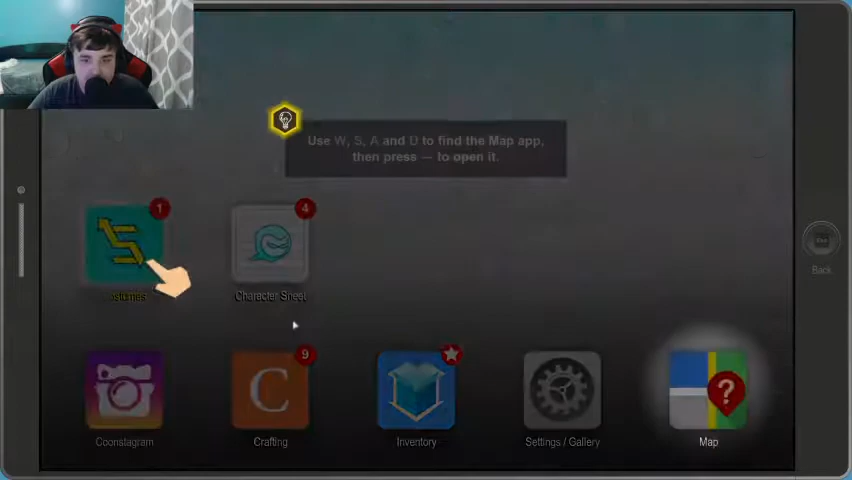 Use W, S, A and D to find the Map app,
then press — to open it.
1
4
Costumes
Character Sheet
Back
9
C
?
Coonstagram
Crafting
Inventory
Settings / Gallery
Map